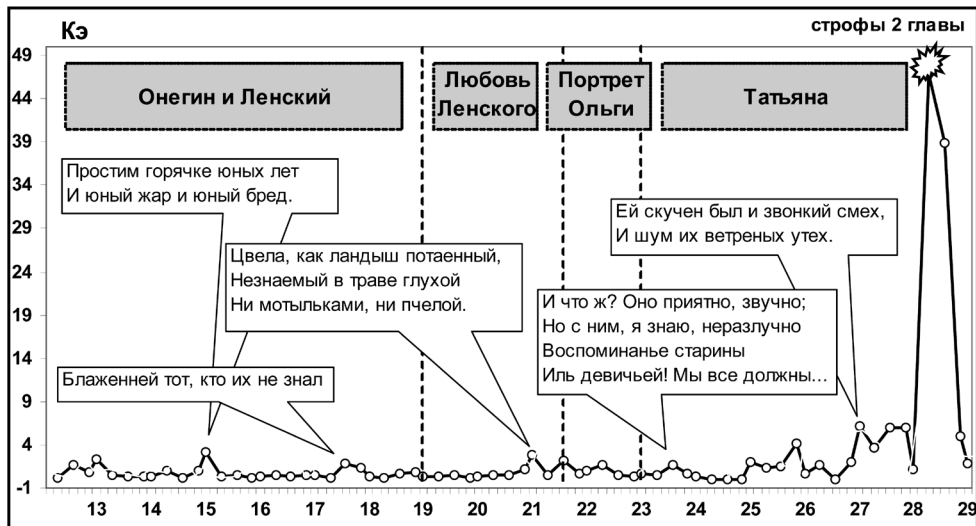 Кэ
строфы 2 главы
49
44
39
34
29
24
19
14
9
4
-1
Онегин и Ленский
Любовь
Ленского
Портрет
Ольги
Татьяна
Простим горячке юных лет
И юный жар и юный бред.
Цвела, как ландыш потаенный,
Незнаемый в траве глухой
Ни мотыльками, ни пчелой.
Ей скучен был и звонкий смех,
И шум их ветреных утех.
И что ж? Оно приятно, звучно;
Но с ним, я знаю, неразлучно
Воспоминанье старины
Иль девичьей! Мы все должны...
Блаженней тот, кто их не знал
13 14 15 16 17 18 19 20 21 22 23 24 25 26 27 28 29